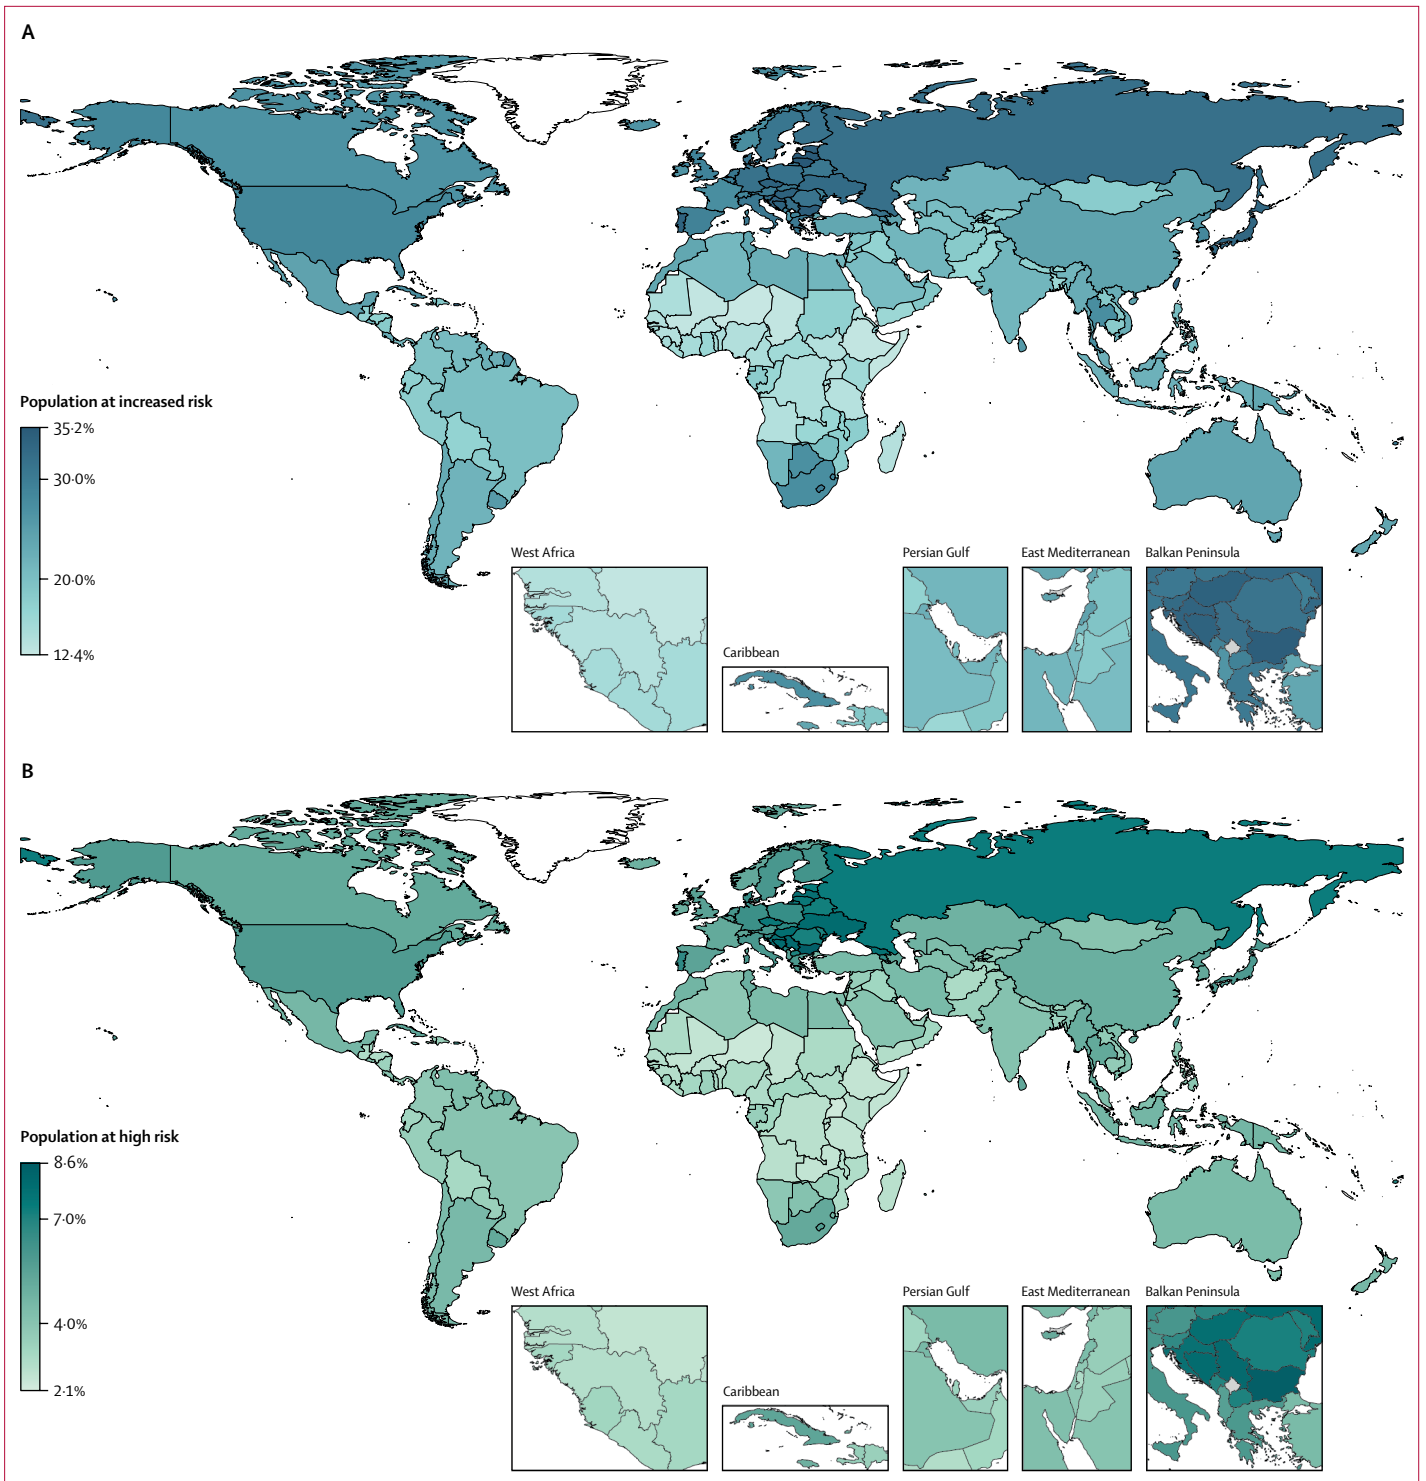 A
Population at increased risk
35·2%
30·0%
20·0%
12·4%
West Africa
Caribbean
Persian Gulf
East Mediterranean
Balkan Peninsula
B
Population at high risk
8·6%
7·0%
4·0%
2·1%
West Africa
Caribbean
Persian Gulf
East Mediterranean
Balkan Peninsula